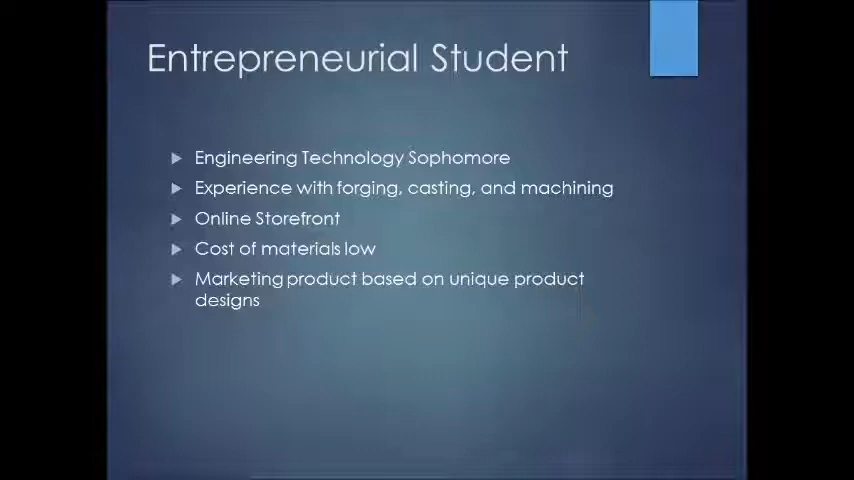 Entrepreneurial Student
Engineering Technology Sophomore
Experience with forging, casting, and machining
Online Storefront
Cost of materials low
Marketing product based on unique product
designs